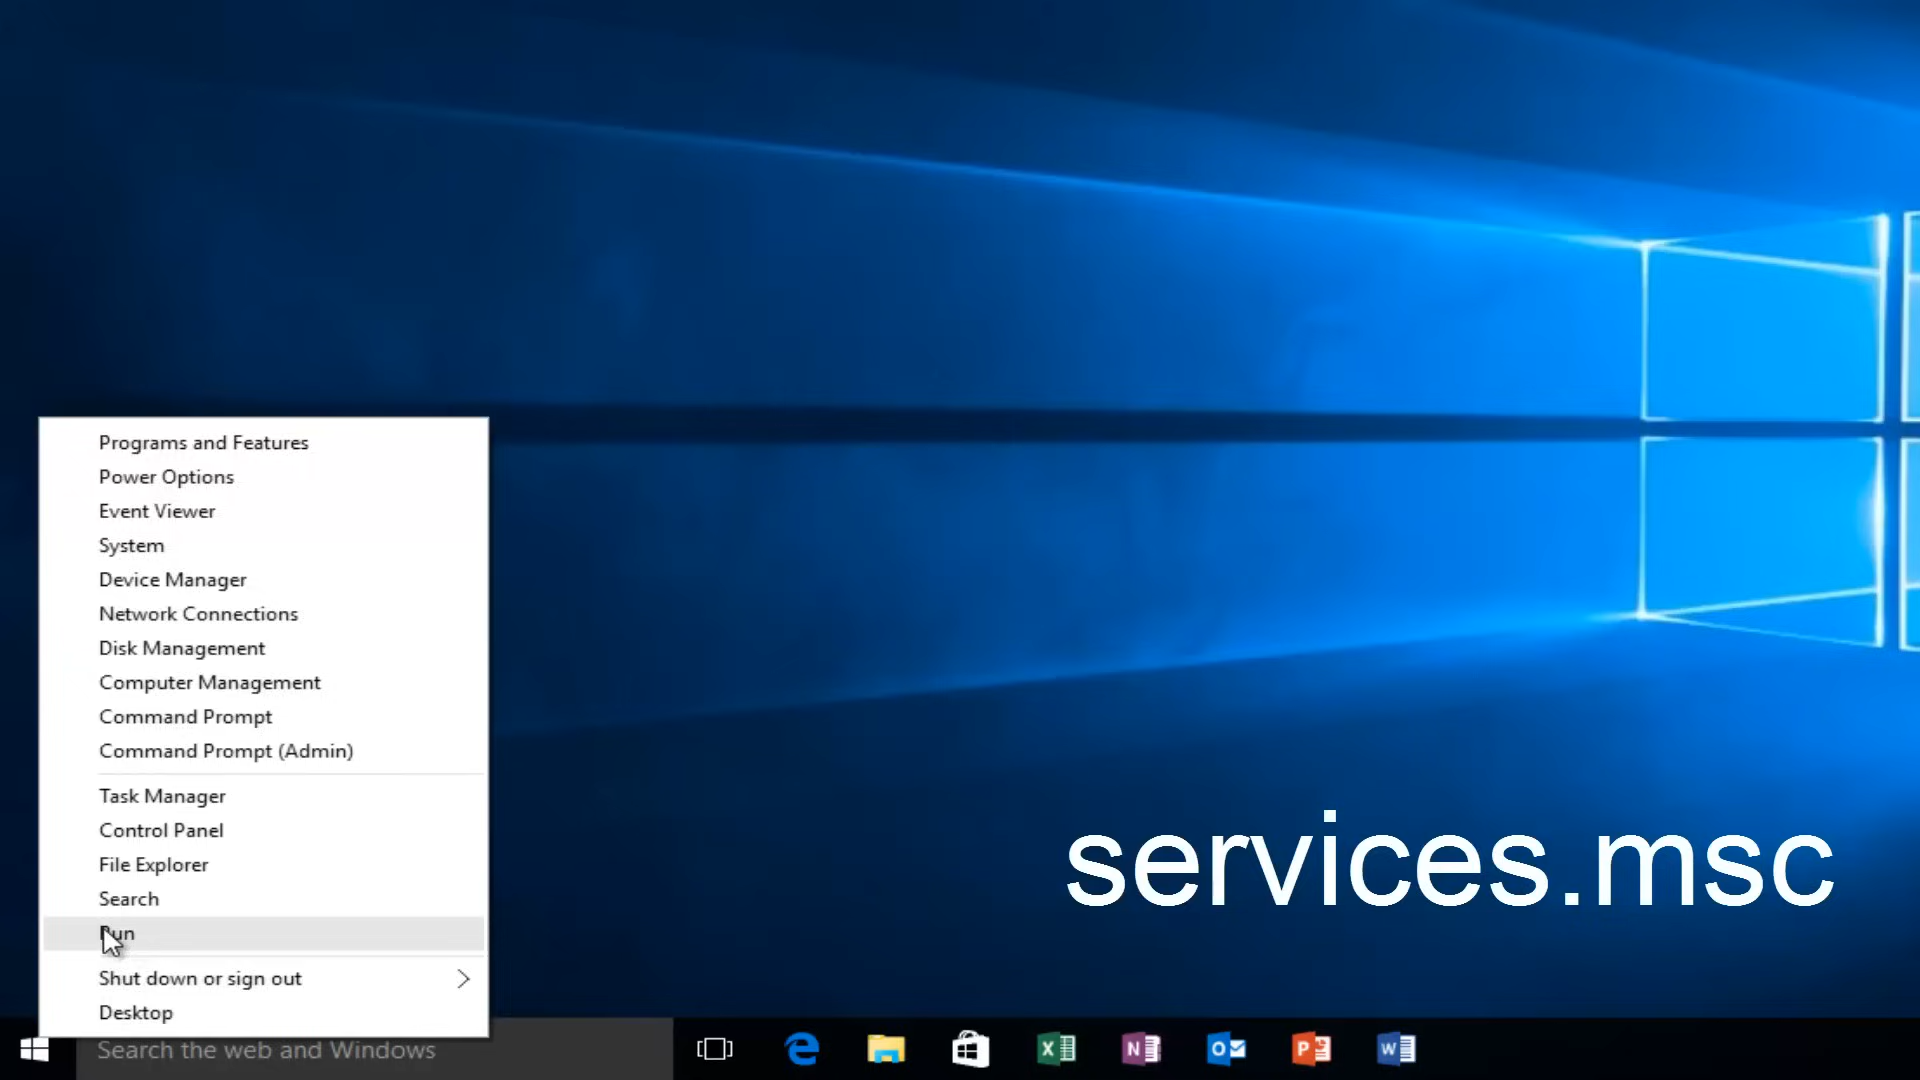 Programs and Features
Power Options
Event Viewer
System
Device Manager
Network Connections
Disk Management
Computer Management
Command Prompt
Command Prompt (Admin)
Task Manager
Control Panel
File Explorer
Search
Run
Shut down or sign out
Desktop
services.msc
Search the web and Windows